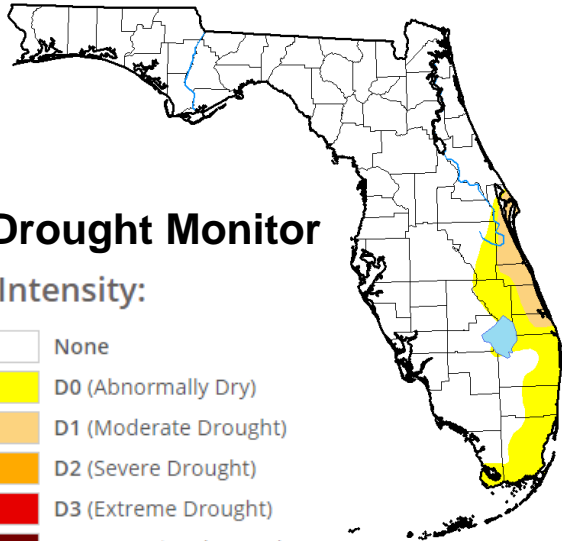 Drought Monitor
Intensity:
None
D0 (Abnormally Dry)
D1 (Moderate Drought)
D2 (Severe Drought)
D3 (Extreme Drought)